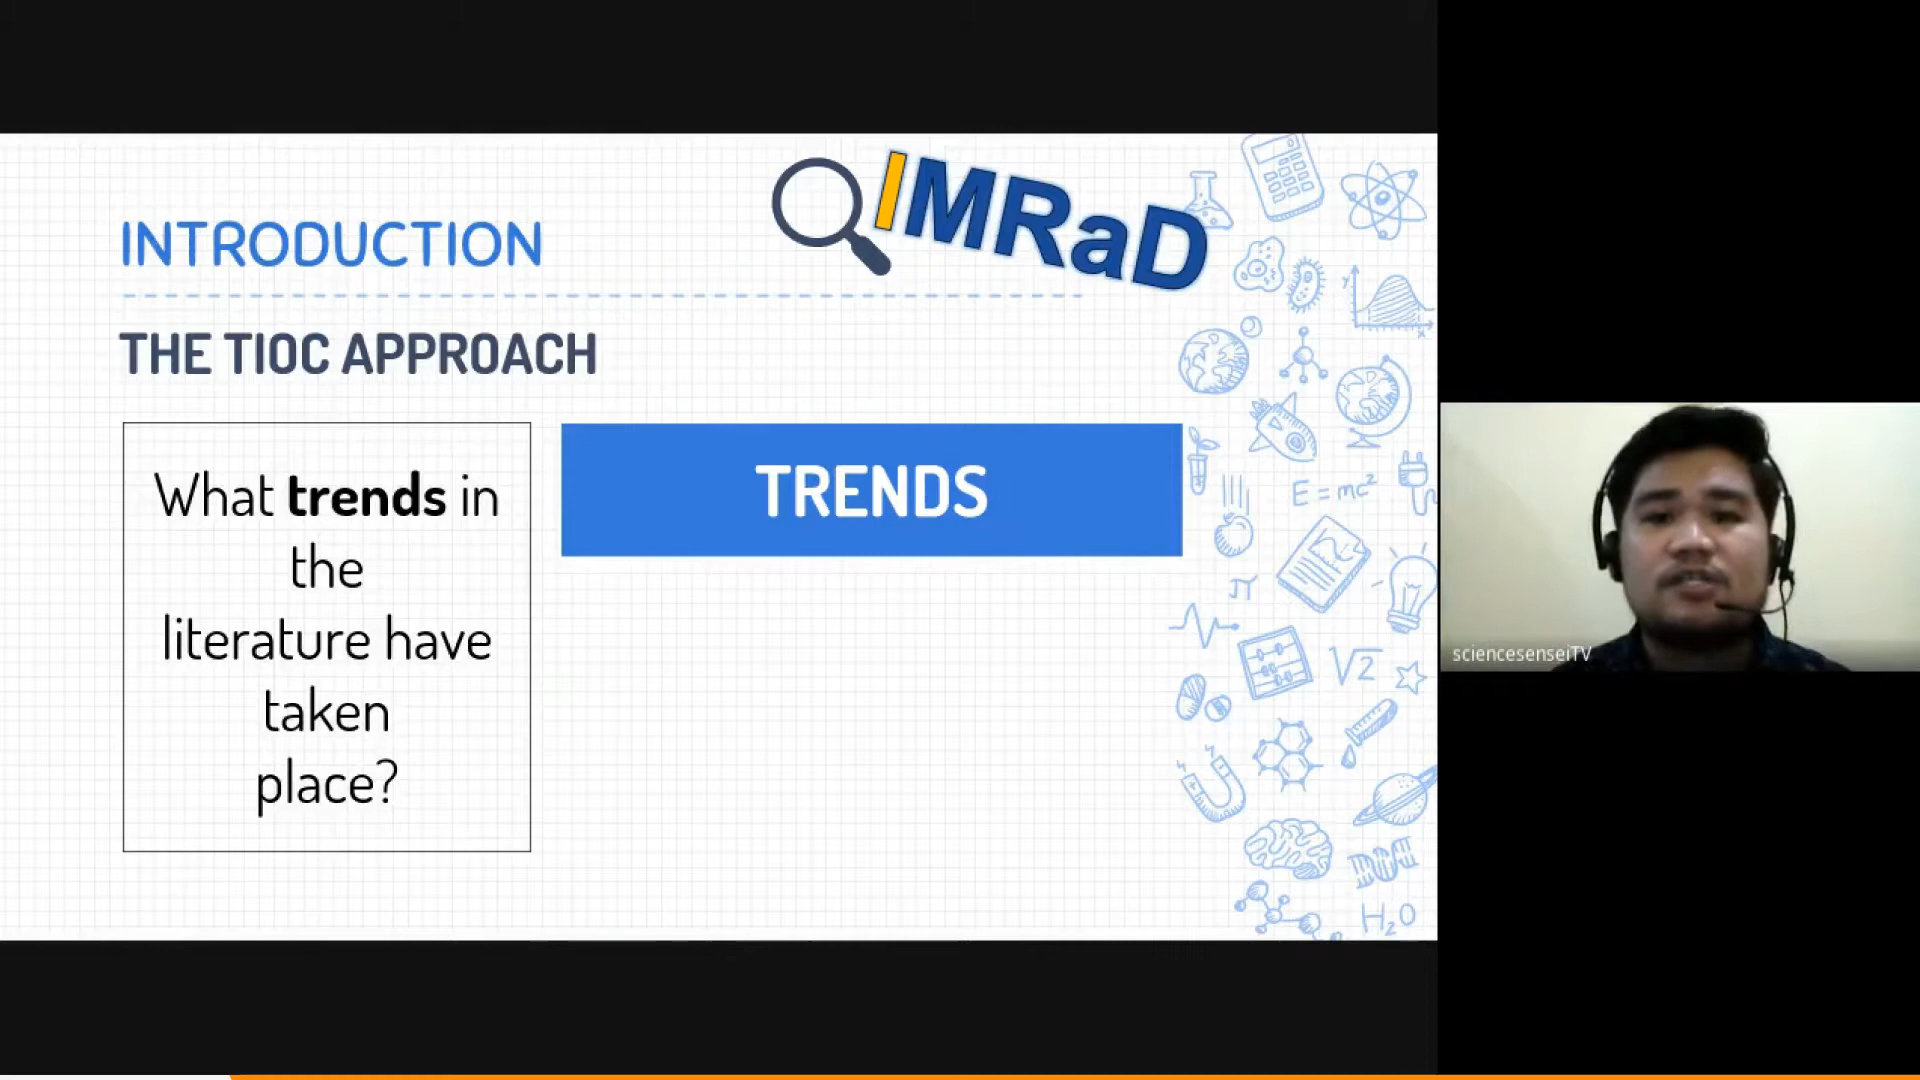 IMRaD
INTRODUCTION
THE TIOC APPROACH
What trends in
the
literature have
taken
place?
TRENDS
y
x
E=mc²
π
√2
H₂O
sciencesenseiTV